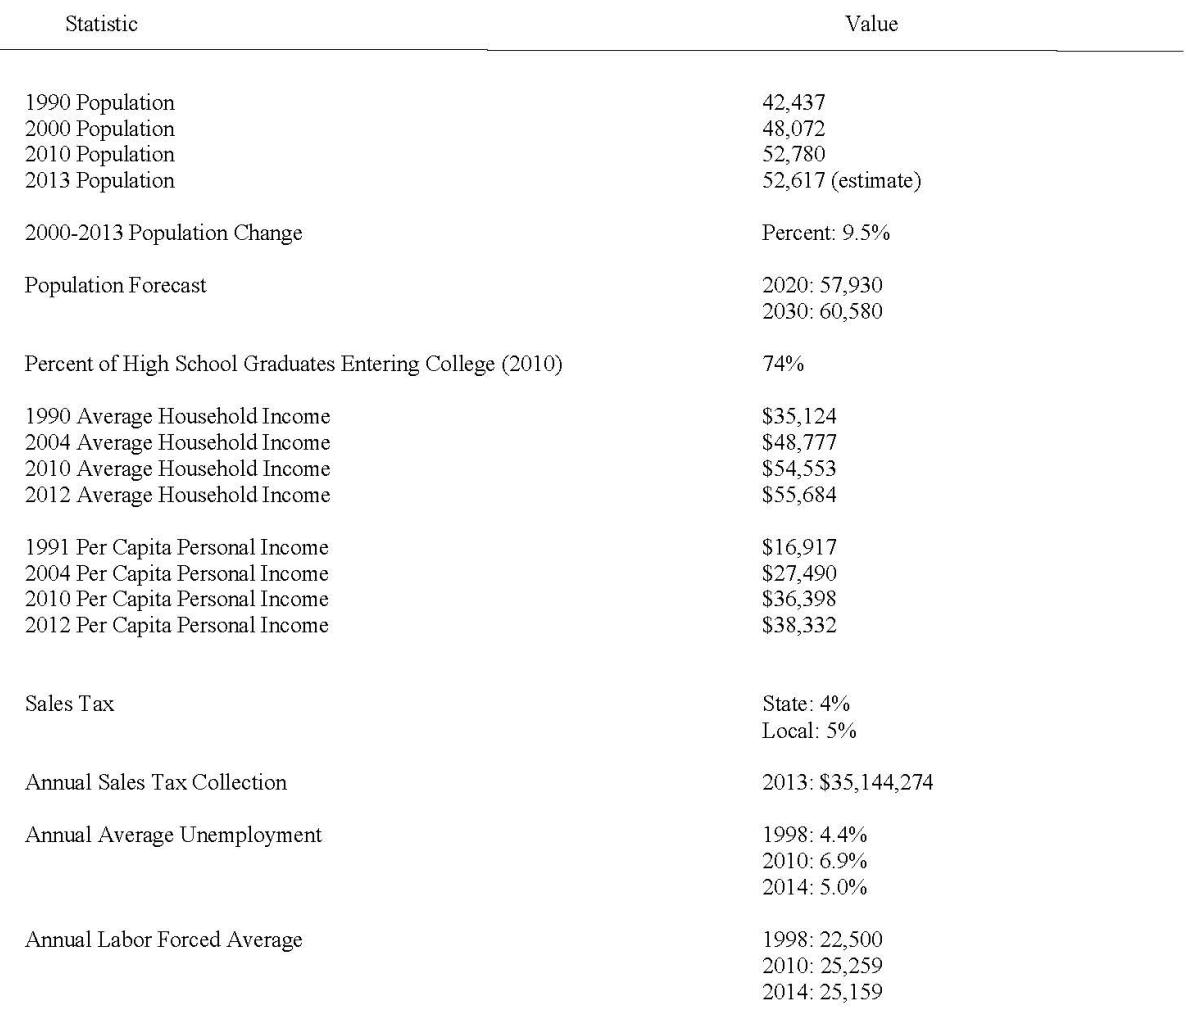 Statistic Value
1990 Population 42,437
2000 Population 48,072
2010 Population 52,780
2013 Population 52,617 (estimate)
2000-2013 Population Change Percent: 9.5%
Population Forecast 2020: 57,930
2030: 60,580
Percent of High School Graduates Entering College (2010) 74%
1990 Average Household Income $35,124
2004 Average Household Income $48,777
2010 Average Household Income $54,553
2012 Average Household Income $55,684
1991 Per Capita Personal Income $16,917
2004 Per Capita Personal Income $27,490
2010 Per Capita Personal Income $36,398
2012 Per Capita Personal Income $38,332
Sales Tax State: 4%
Local: 5%
Annual Sales Tax Collection 2013: $35,144,274
Annual Average Unemployment 1998: 4.4%
2010: 6.9%
2014: 5.0%
Annual Labor Forced Average 1998: 22,500
2010: 25,259
2014: 25,159